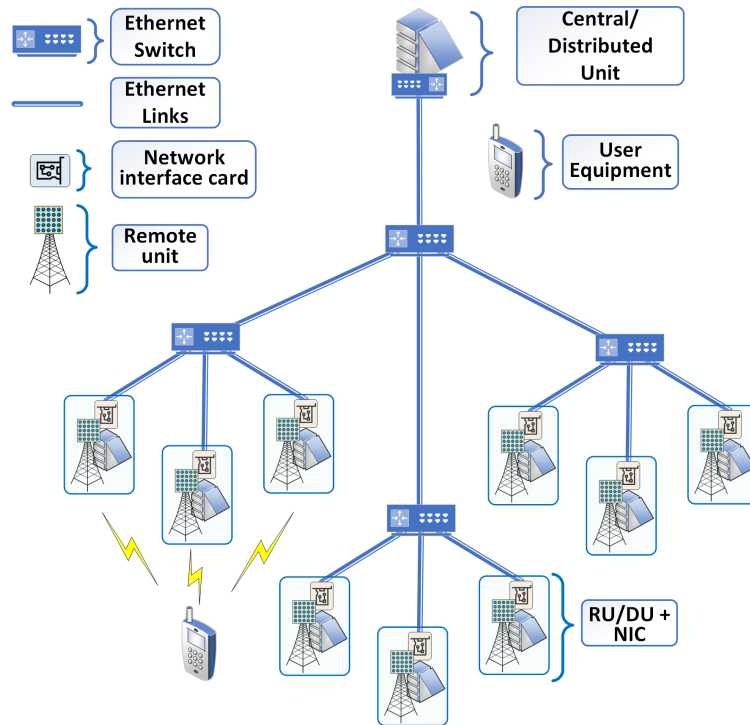 Ethernet
Switch
Central/
Distributed
Unit
Ethernet
Links
User
Equipment
Network
interface card
Remote
unit
RU/DU +
NIC